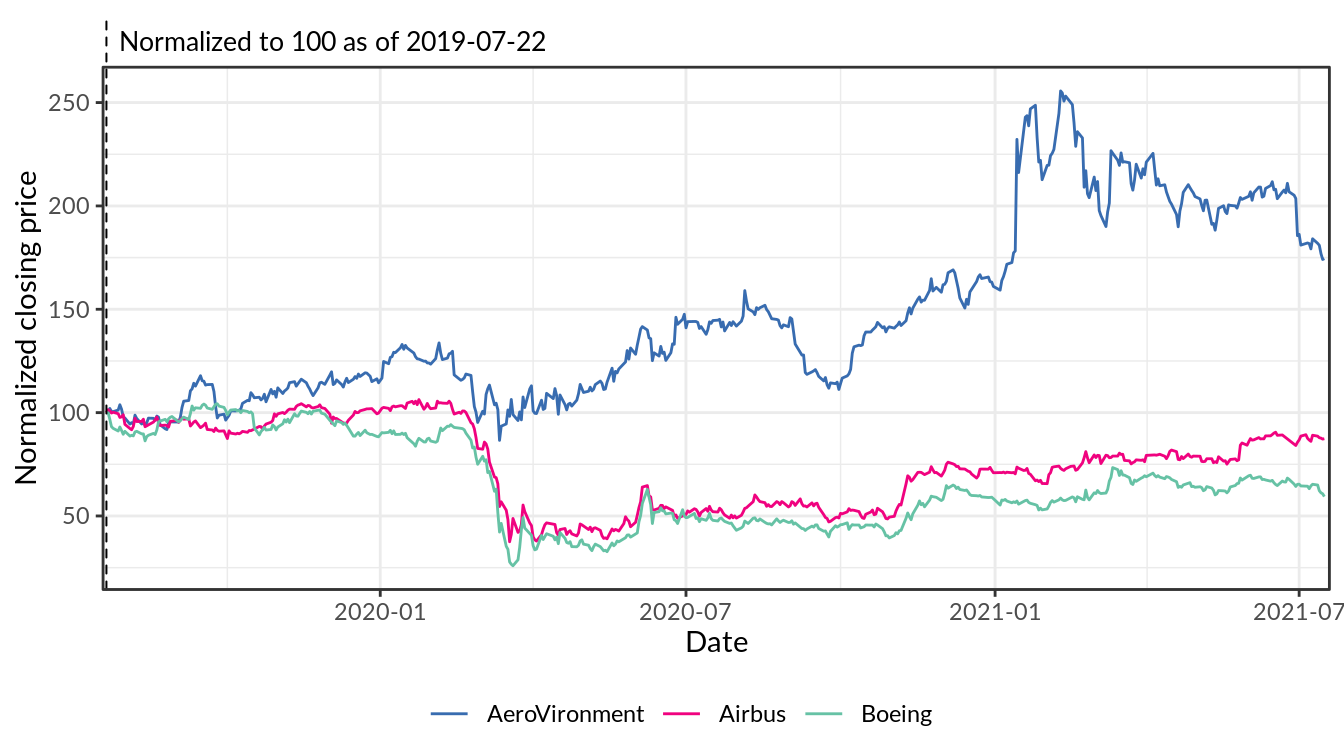 Normalized to 100 as of 2019-07-22
Normalized closing price
250
200
150
100
50
2020-01
2020-07
2021-01
2021-07
Date
AeroVironment Airbus Boeing